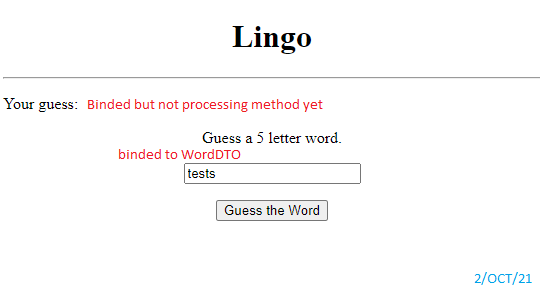 Lingo
Your guess: Binded but not processing method yet
Guess a 5 letter word.
binded to WordDTO
tests
Guess the Word
2/OCT/21